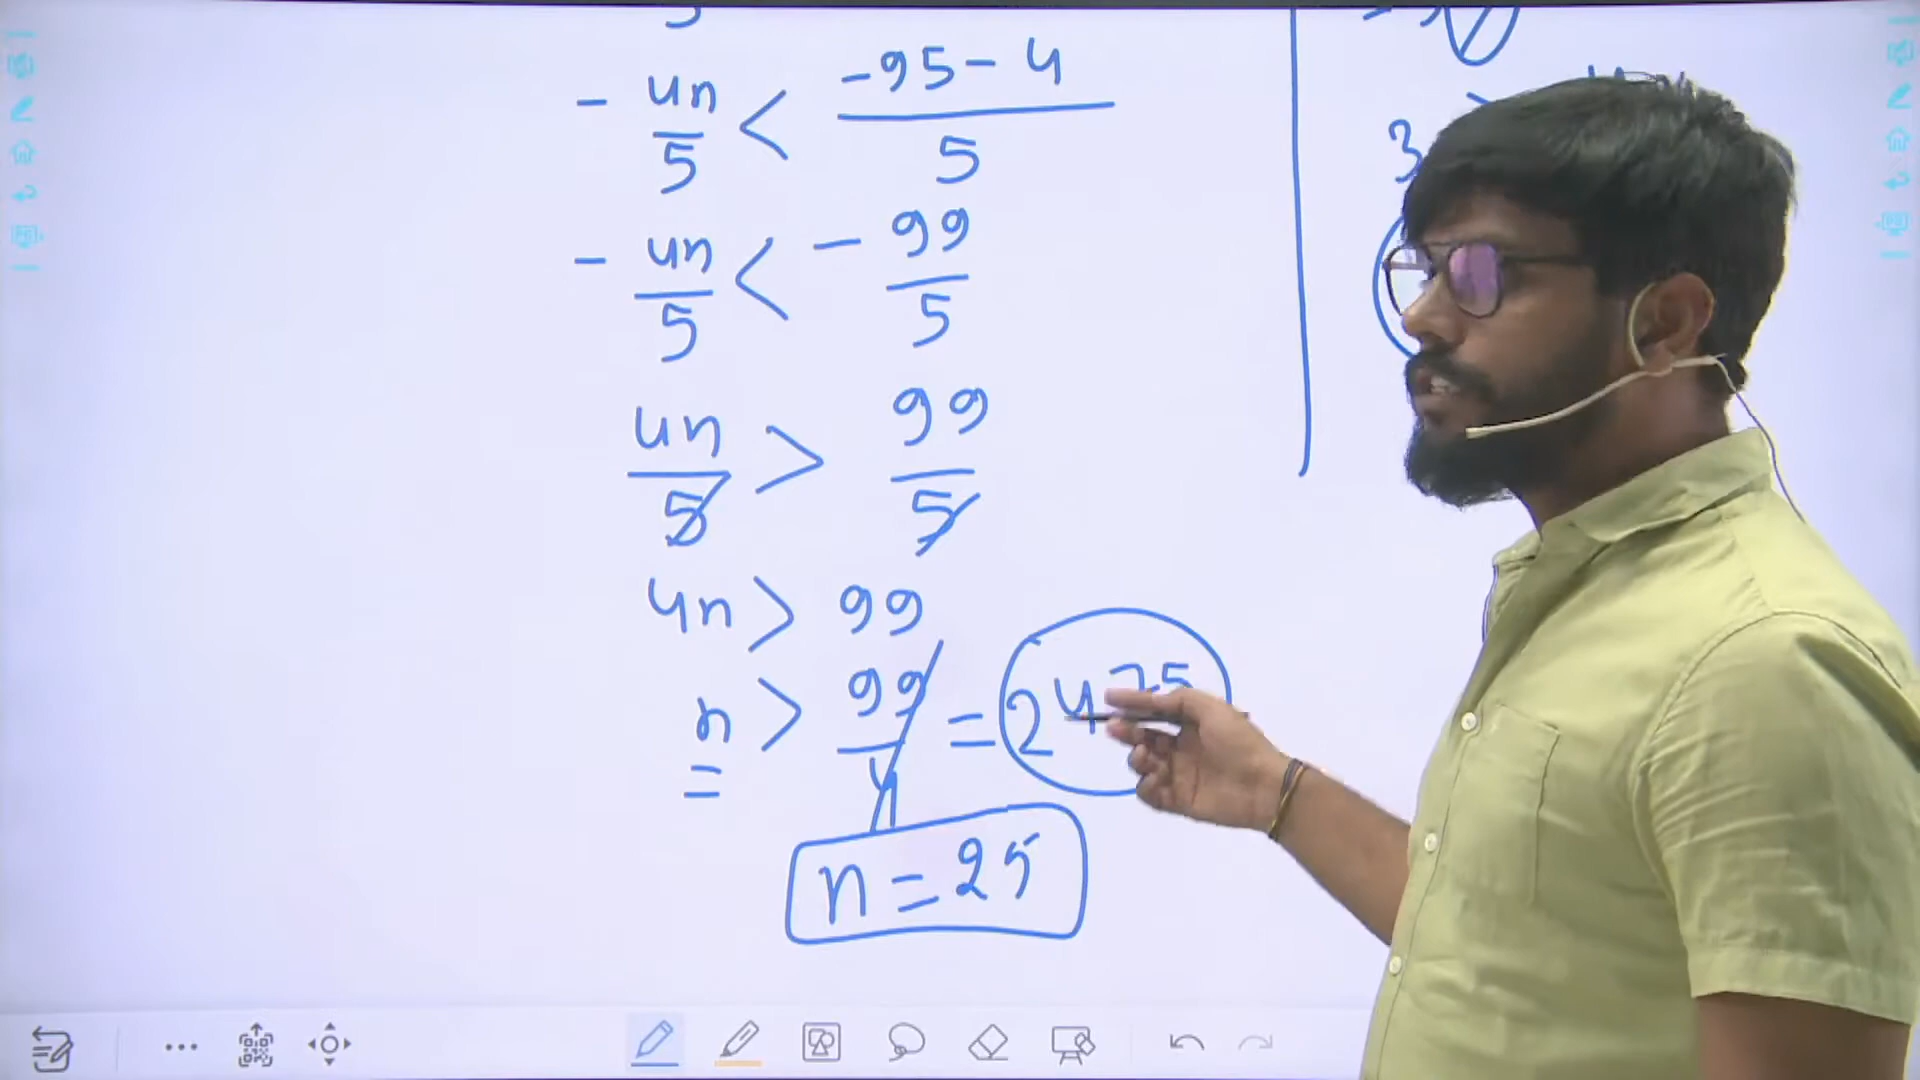 - 4n/5 < -95-4/5
- 4n/5 < - 99/5
4n/5 > 99/5
4n > 99
n > 99/4 = 24.75
n = 25
3